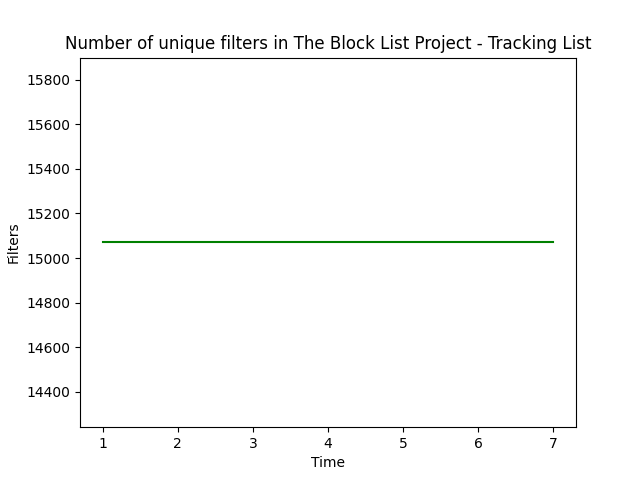 Number of unique filters in The Block List Project - Tracking List
15800
15600
15400
15200
15000
14800
14600
14400
Filters
1 2 3 4 5 6 7
Time